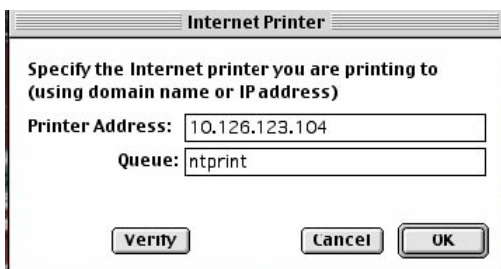 Internet Printer
Specify the Internet printer you are printing to
(using domain name or IP address)
Printer Address: 10.126.123.104
Queue: ntprint
Verify Cancel OK